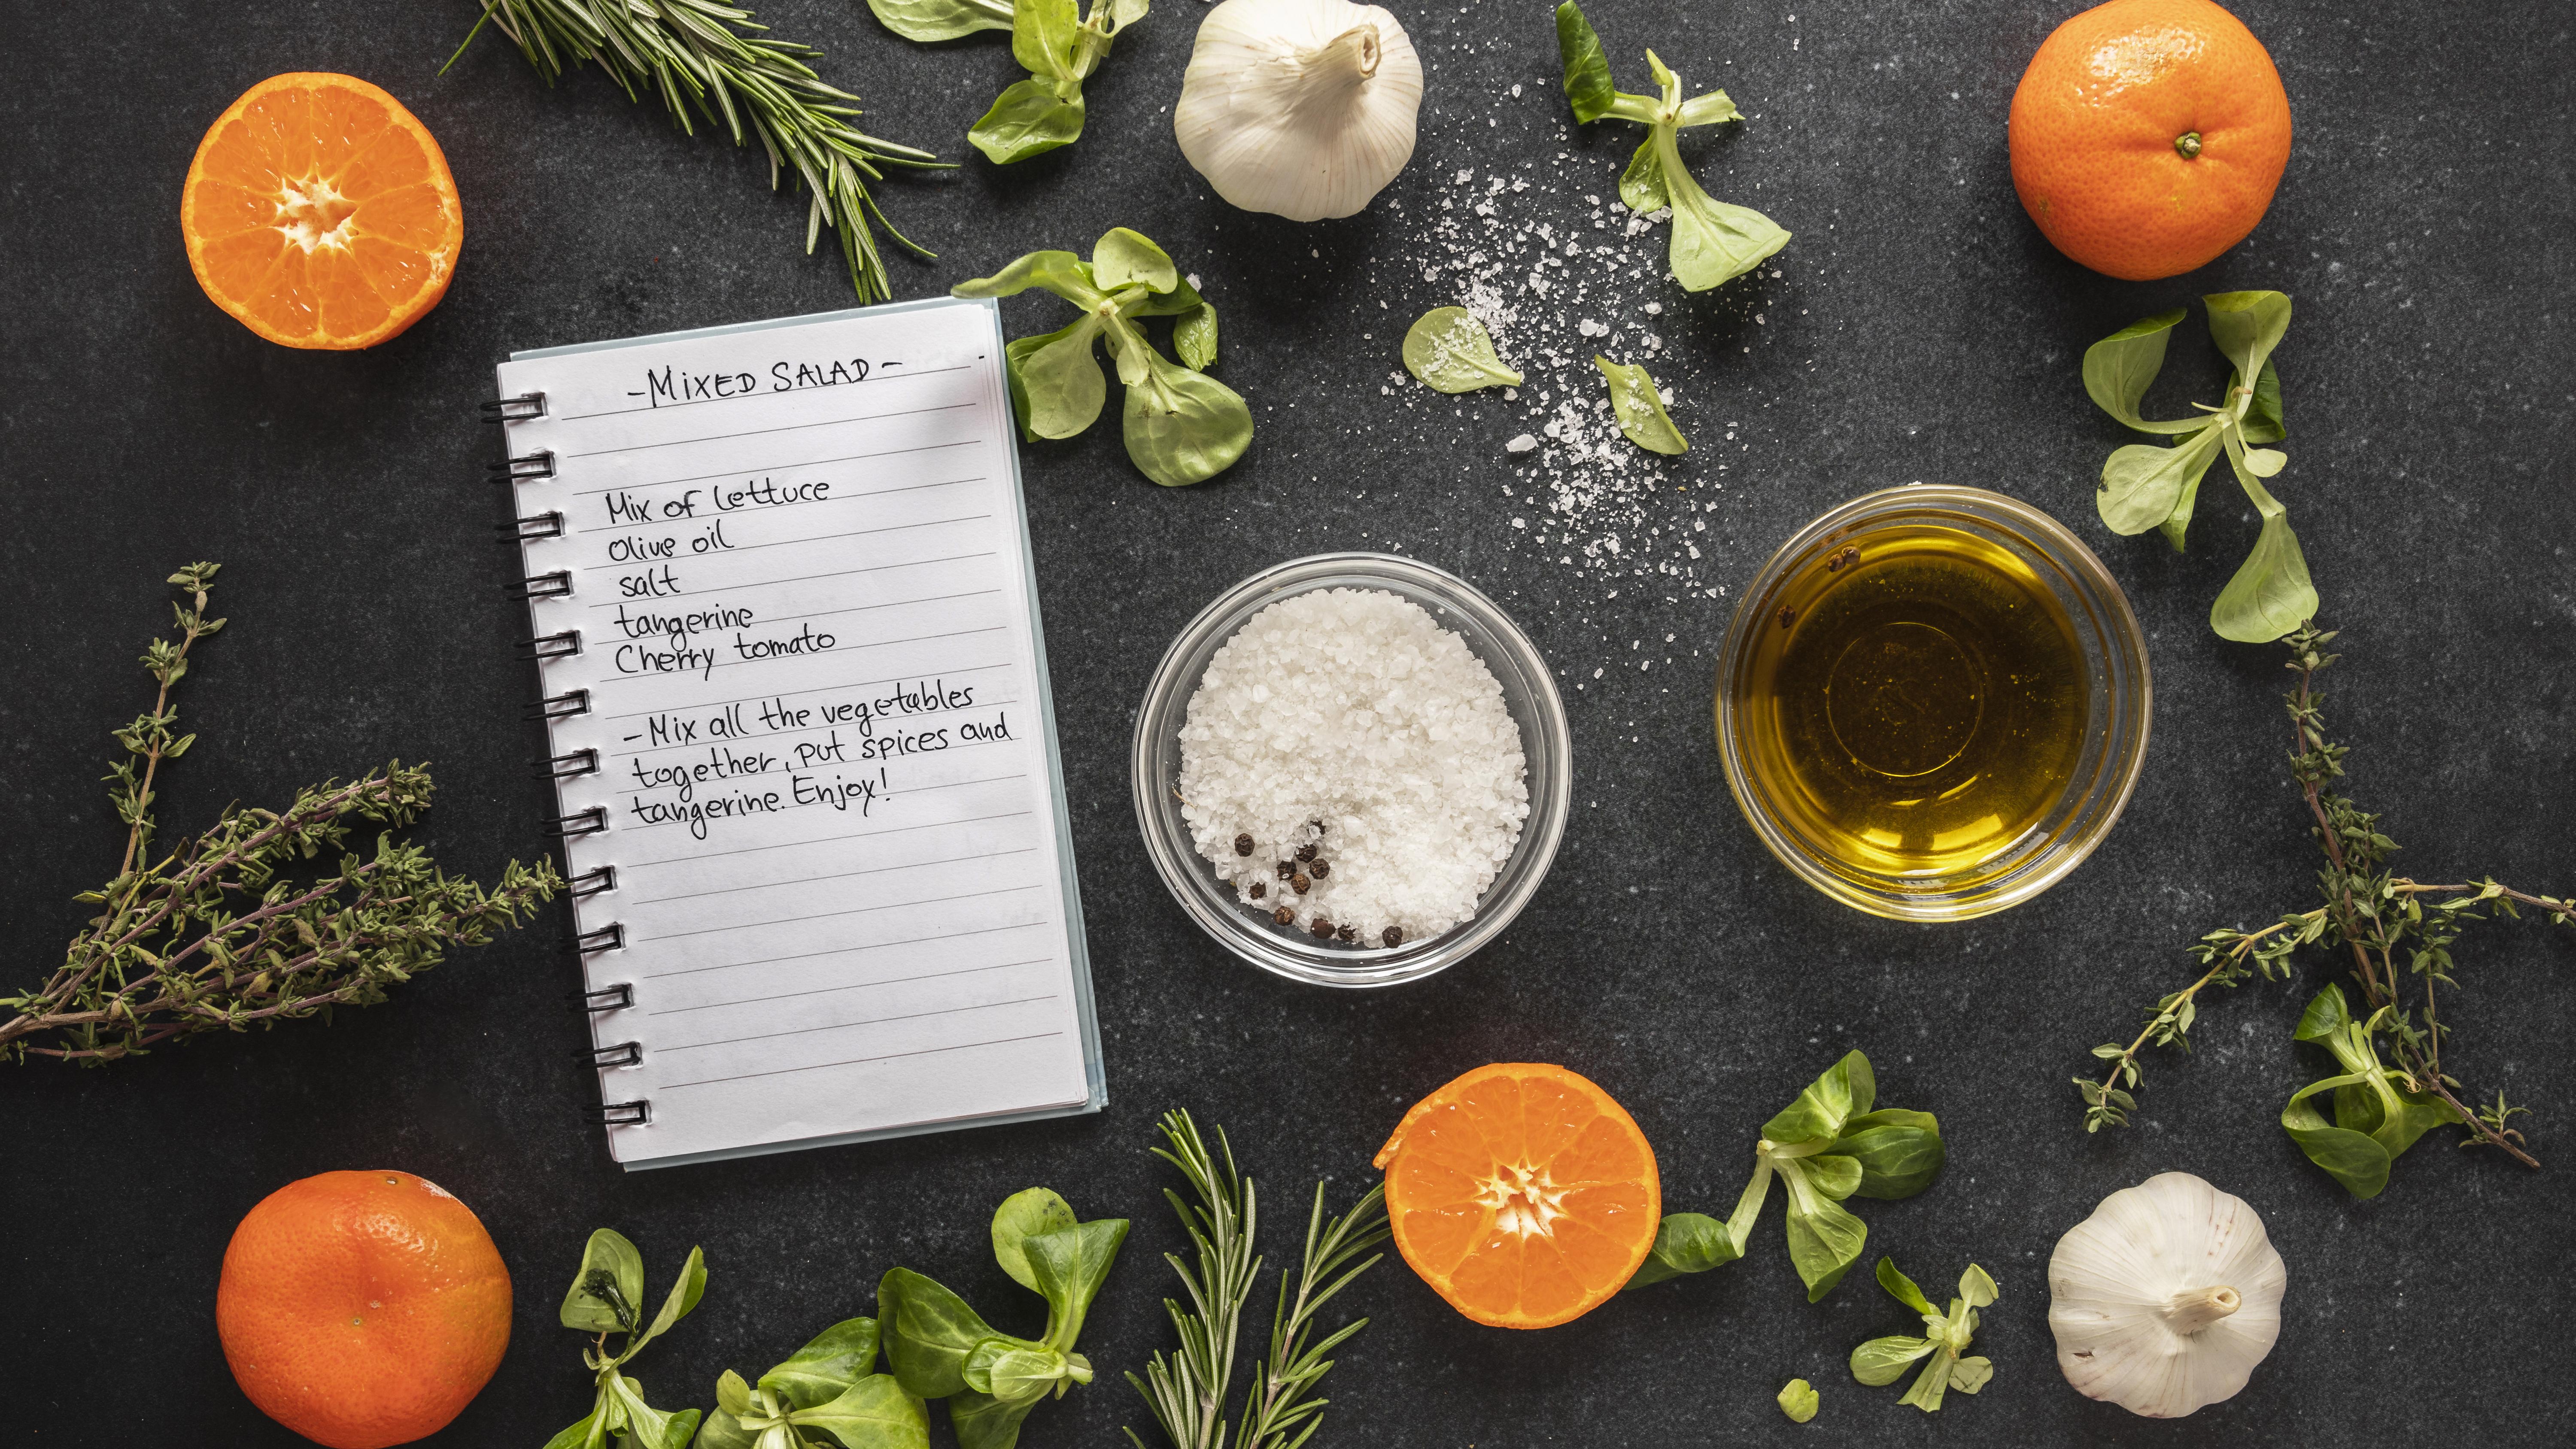 -MIXED SALAD-
Mix of lettuce
olive oil
salt
tangerine
Cherry tomato
- Mix all the vegetables
together, put spices and
tangerine. Enjoy!